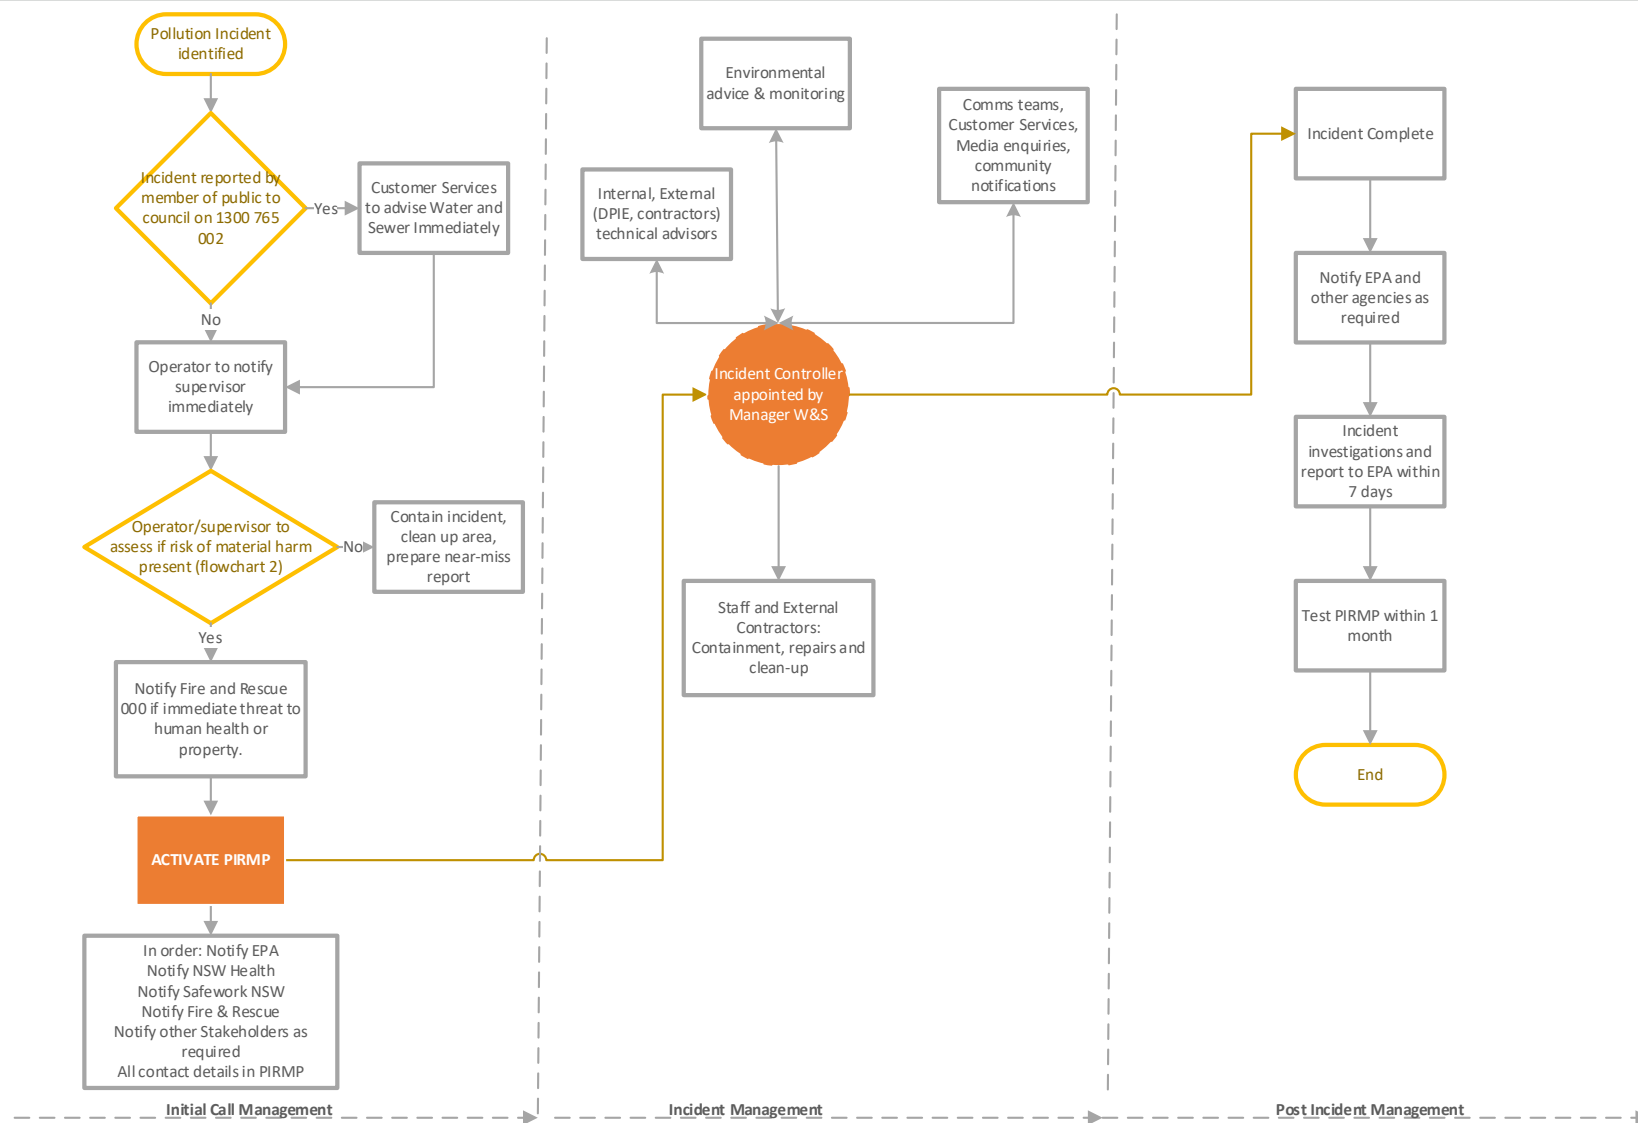 Pollution Incident
identified
Incident reported by
member of public to
council on 1300 765
002
Yes
Customer Services
to advise Water and
Sewer Immediately
No
Operator to notify
supervisor
immediately
Operator/supervisor to
assess if risk of material harm
present (flowchart 2)
No
Contain incident,
clean up area,
prepare near-miss
report
Yes
Notify Fire and Rescue
000 if immediate threat to
human health or
property.
ACTIVATE PIRMP
In order: Notify EPA
Notify NSW Health
Notify Safework NSW
Notify Fire & Rescue
Notify other Stakeholders as
required
All contact details in PIRMP
Initial Call Management
Environmental
advice & monitoring
Internal, External
(DPIE, contractors)
technical advisors
Comms teams,
Customer Services,
Media enquiries,
community
notifications
Incident Controller
appointed by
Manager W&S
Staff and External
Contractors:
Containment, repairs and
clean-up
Incident Management
Incident Complete
Notify EPA and
other agencies as
required
Incident
investigations and
report to EPA within
7 days
Test PIRMP within 1
month
End
Post Incident Management